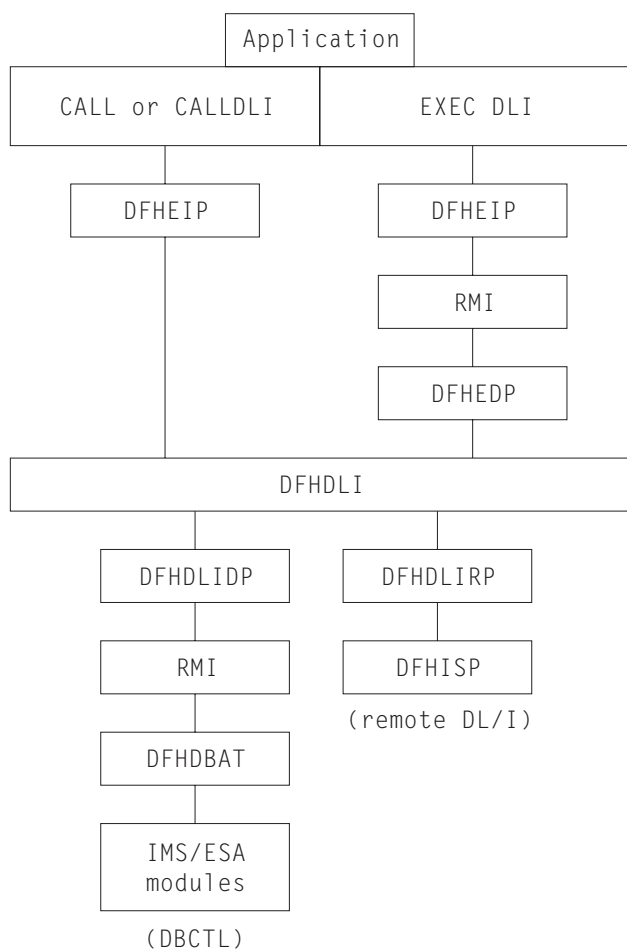 Application
CALL or CALLDLI
EXEC DLI
DFHEIP
DFHEIP
RMI
DFHEDP
DFHDLI
DFHDLIDP
DFHDLIRP
RMI
DFHISP
(remote DL/I)
DFHDBAT
IMS/ESA
modules
(DBCTL)